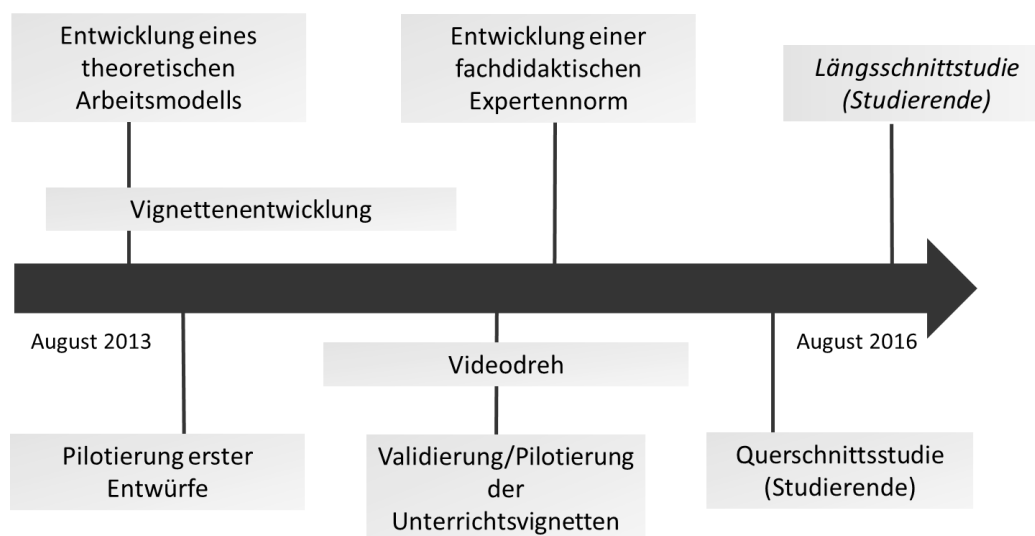 Entwicklung eines
theoretischen
Arbeitsmodells
Entwicklung einer
fachdidaktischen
Expertennorm
Längsschnittstudie
(Studierende)
Vignettenentwicklung
August 2013
August 2016
Videodreh
Pilotierung erster
Entwürfe
Validierung/Pilotierung
der
Unterrichtsvignetten
Querschnittsstudie
(Studierende)